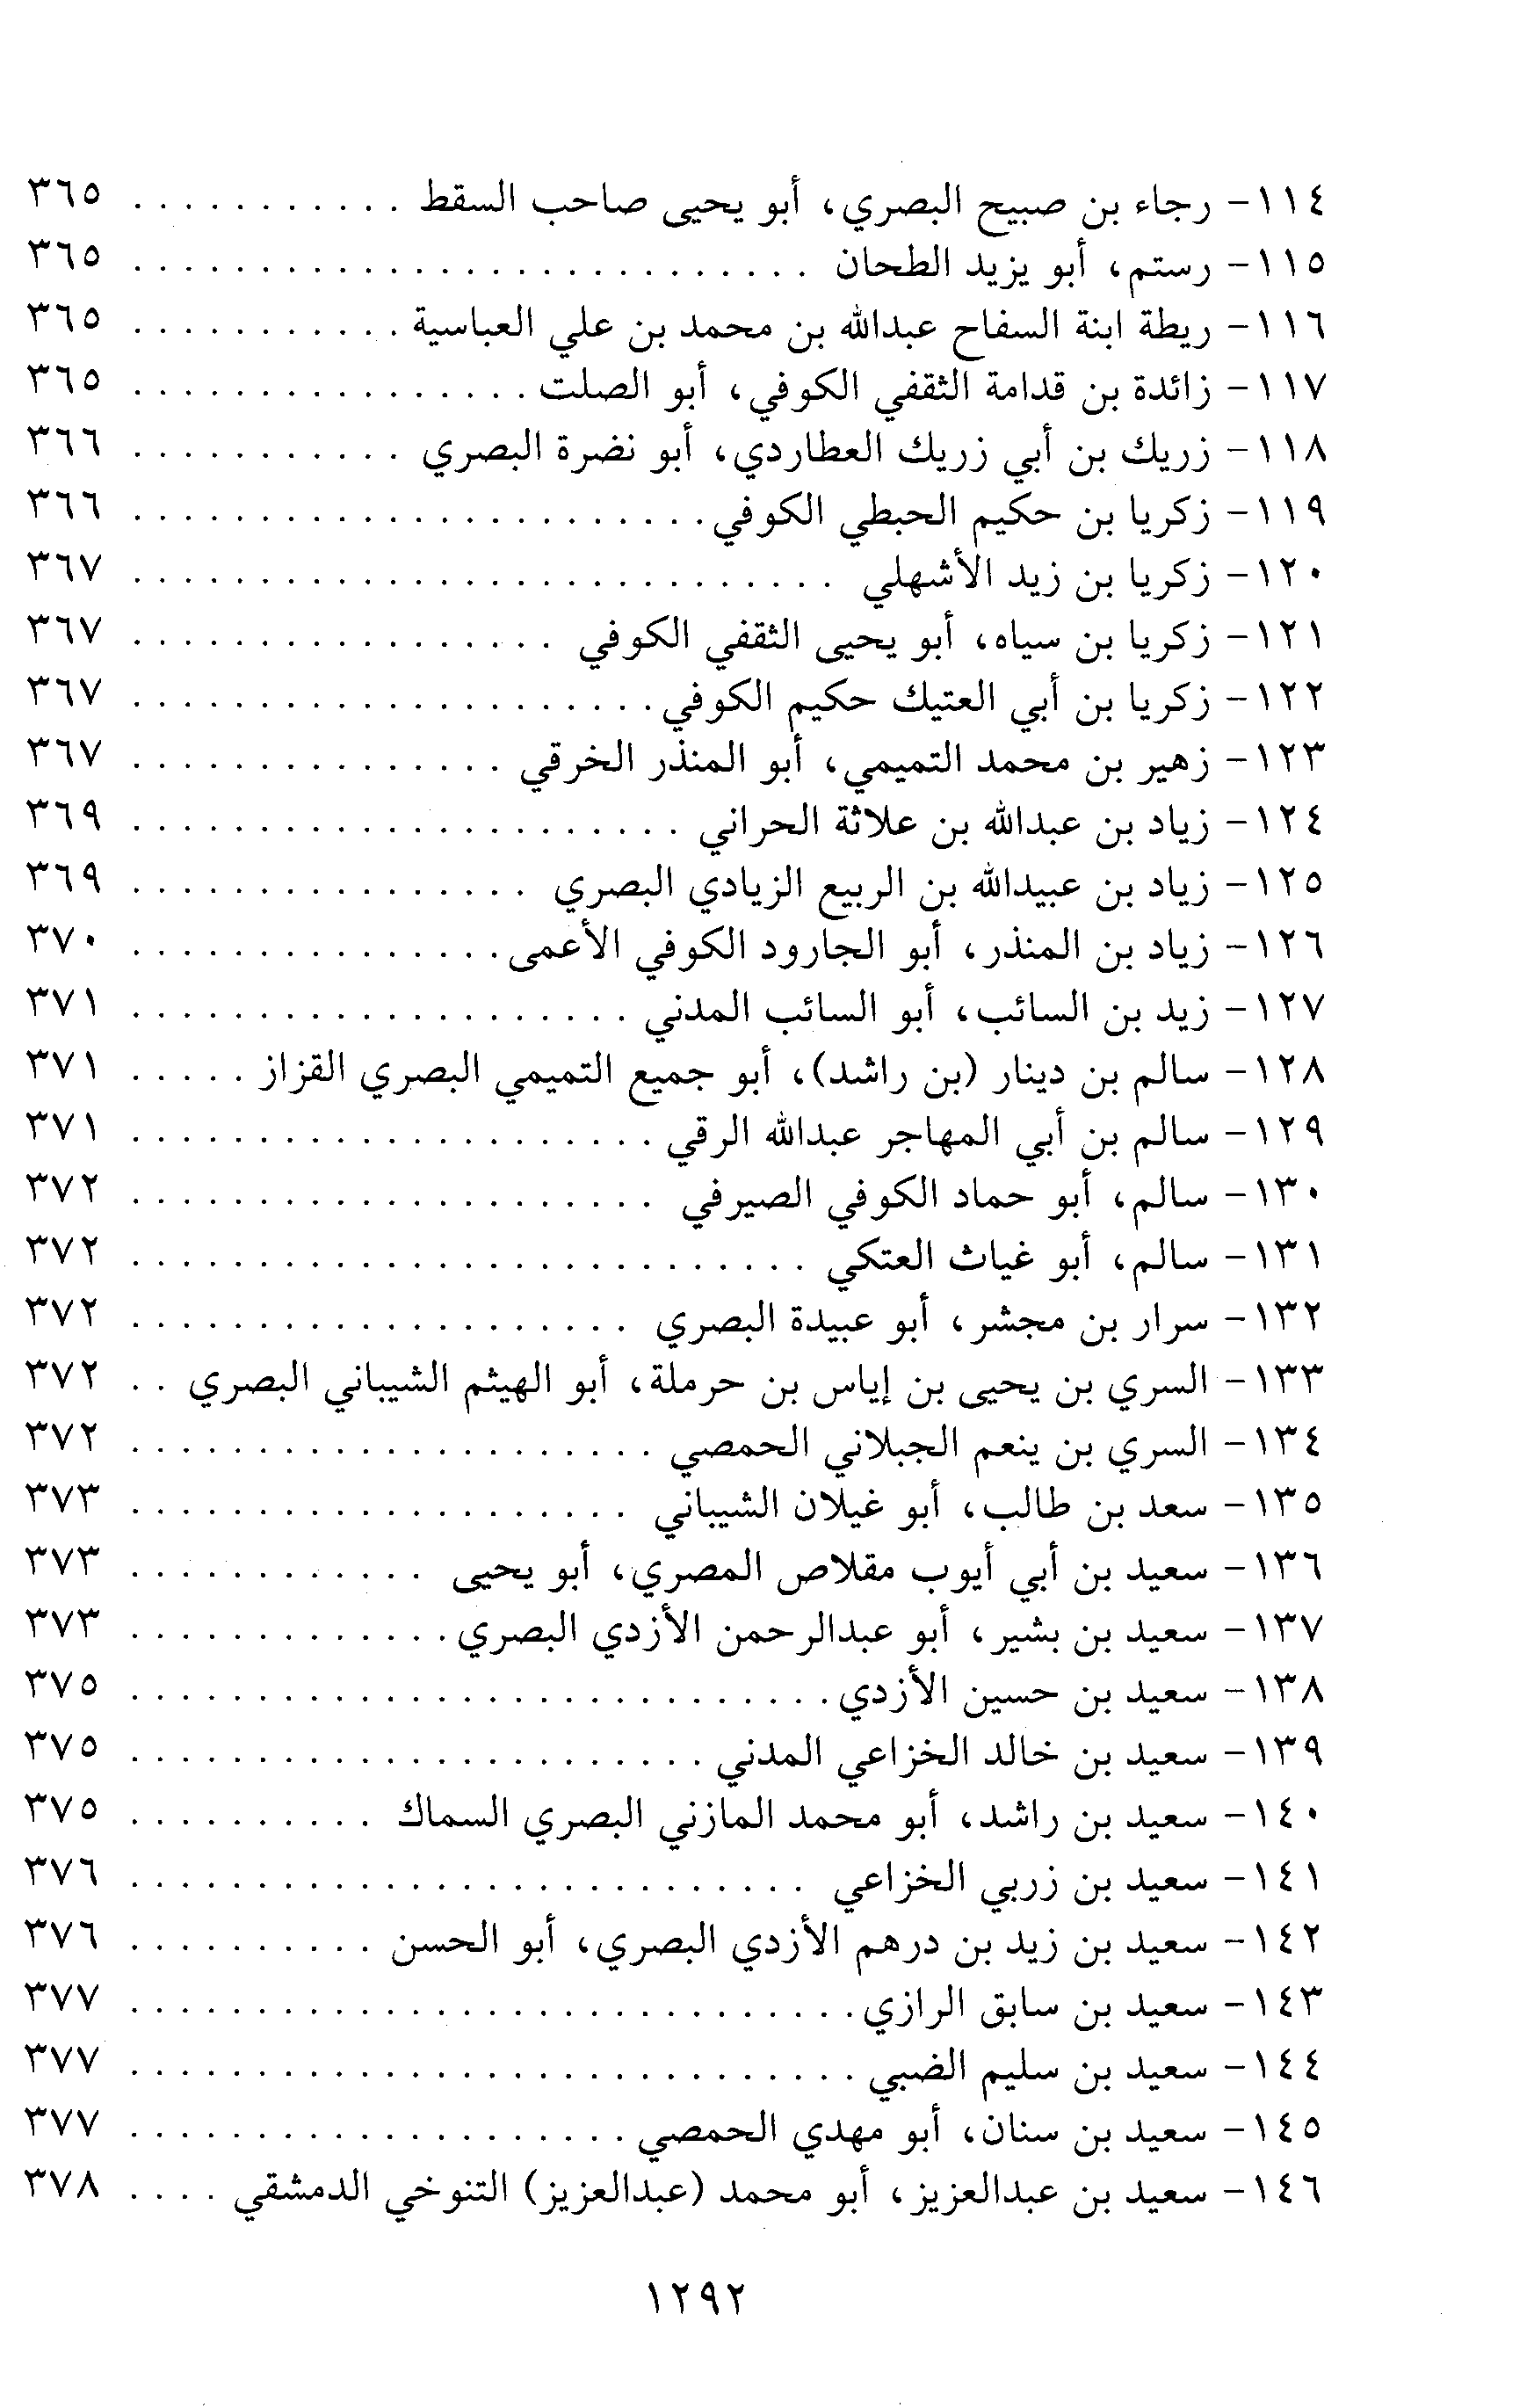 ١١٤- رجاء بن صبيح البصري، أبو يحيى صاحب السقط . . . . . . . . . . . ٣٦٥
١١٥- رستم، أبو يزيد الطحان . . . . . . . . . . . . . . . . . . . . . . . . . . . ٣٦٥
١١٦- ريطة ابنة السفاح عبدالله بن محمد بن علي العباسية . . . . . . . . . . . ٣٦٥
١١٧- زائدة بن قدامة الثقفي الكوفي، أبو الصلت . . . . . . . . . . . . . . . . ٣٦٥
١١٨- زريك بن أبي زريك العطاردي، أبو نضرة البصري . . . . . . . . . . . ٣٦٦
١١٩- زكريا بن حكيم الحبطي الكوفي . . . . . . . . . . . . . . . . . . . . . . . ٣٦٦
١٢٠- زكريا بن زيد الأشهلي . . . . . . . . . . . . . . . . . . . . . . . . . . . . ٣٦٧
١٢١- زكريا بن سياه، أبو يحيى الثقفي الكوفي . . . . . . . . . . . . . . . . . ٣٦٧
١٢٢- زكريا بن أبي العتيك حكيم الكوفي . . . . . . . . . . . . . . . . . . . . . ٣٦٧
١٢٣- زهير بن محمد التميمي، أبو المنذر الخرقي . . . . . . . . . . . . . . . ٣٦٧
١٢٤- زياد بن عبدالله بن علاثة الحراني . . . . . . . . . . . . . . . . . . . . . . ٣٦٩
١٢٥- زياد بن عبيدالله بن الربيع الزيادي البصري . . . . . . . . . . . . . . . . ٣٦٩
١٢٦- زياد بن المنذر، أبو الجارود الكوفي الأعمى . . . . . . . . . . . . . . . ٣٧٠
١٢٧- زيد بن السائب، أبو السائب المدني . . . . . . . . . . . . . . . . . . . . ٣٧١
١٢٨- سالم بن دينار (بن راشد)، أبو جميع التميمي البصري القزاز . . . . . ٣٧١
١٢٩- سالم بن أبي المهاجر عبدالله الرقي . . . . . . . . . . . . . . . . . . . . . ٣٧١
١٣٠- سالم، أبو حماد الكوفي الصيرفي . . . . . . . . . . . . . . . . . . . . . ٣٧٢
١٣١- سالم، أبو غياث العتكي . . . . . . . . . . . . . . . . . . . . . . . . . . . ٣٧٢
١٣٢- سرار بن مجشر، أبو عبيدة البصري . . . . . . . . . . . . . . . . . . . . ٣٧٢
١٣٣- السري بن يحيى بن إياس بن حرملة، أبو الهيثم الشيباني البصري . . ٣٧٢
١٣٤- السري بن ينعم الجبلاني الحمصي . . . . . . . . . . . . . . . . . . . . . ٣٧٢
١٣٥- سعد بن طالب، أبو غيلان الشيباني . . . . . . . . . . . . . . . . . . . . ٣٧٣
١٣٦- سعيد بن أبي أيوب مقلاص المصري، أبو يحيى . . . . . . . . . . . . ٣٧٣
١٣٧- سعيد بن بشير، أبو عبدالرحمن الأزدي البصري . . . . . . . . . . . . . ٣٧٣
١٣٨- سعيد بن حسين الأزدي . . . . . . . . . . . . . . . . . . . . . . . . . . . . ٣٧٥
١٣٩- سعيد بن خالد الخزاعي المدني . . . . . . . . . . . . . . . . . . . . . . . ٣٧٥
١٤٠- سعيد بن راشد، أبو محمد المازني البصري السماك . . . . . . . . . . ٣٧٥
١٤١- سعيد بن زربي الخزاعي . . . . . . . . . . . . . . . . . . . . . . . . . . . ٣٧٦
١٤٢- سعيد بن زيد بن درهم الأزدي البصري، أبو الحسن . . . . . . . . . . ٣٧٦
١٤٣- سعيد بن سابق الرازي . . . . . . . . . . . . . . . . . . . . . . . . . . . . . ٣٧٧
١٤٤- سعيد بن سليم الضبي . . . . . . . . . . . . . . . . . . . . . . . . . . . . . ٣٧٧
١٤٥- سعيد بن سنان، أبو مهدي الحمصي . . . . . . . . . . . . . . . . . . . . ٣٧٧
١٤٦- سعيد بن عبدالعزيز، أبو محمد (عبدالعزيز) التنوخي الدمشقي . . . . ٣٧٨
١٢٩٢